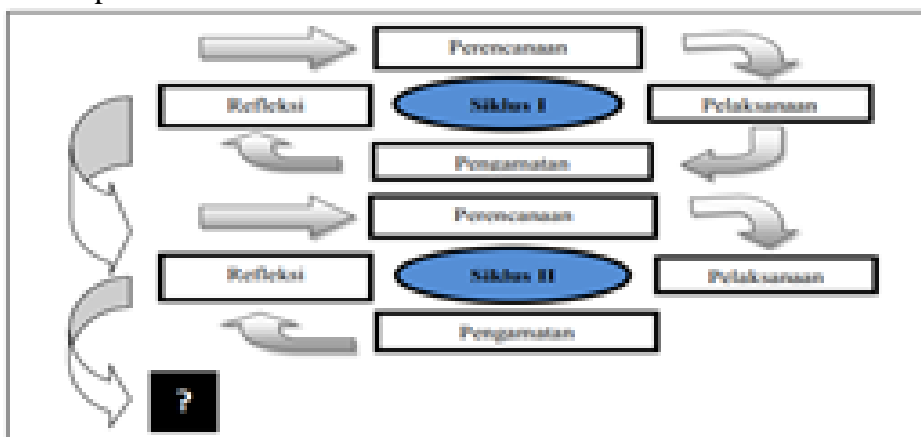 Perencanaan
Refleksi
Siklus I
Pelaksanaan
Pengamatan
Perencanaan
Refleksi
Siklus II
Pelaksanaan
Pengamatan
?